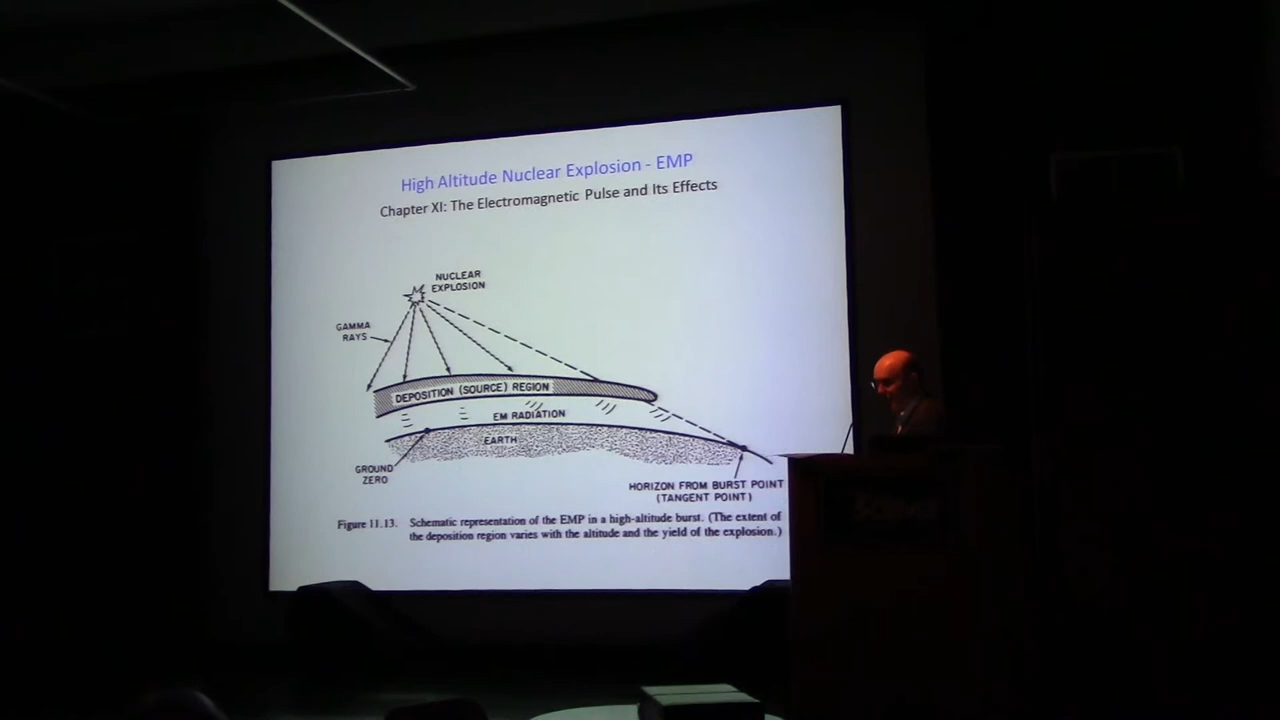 High Altitude Nuclear Explosion - EMP
Chapter XI: The Electromagnetic Pulse and Its Effects
NUCLEAR
EXPLOSION
GAMMA
RAYS
DEPOSITION (SOURCE) REGION
EM RADIATION
EARTH
GROUND
ZERO
HORIZON FROM BURST POINT
(TANGENT POINT)
Figure 11.13. Schematic representation of the EMP in a high-altitude burst. (The extent of
the deposition region varies with the altitude and the yield of the explosion.)